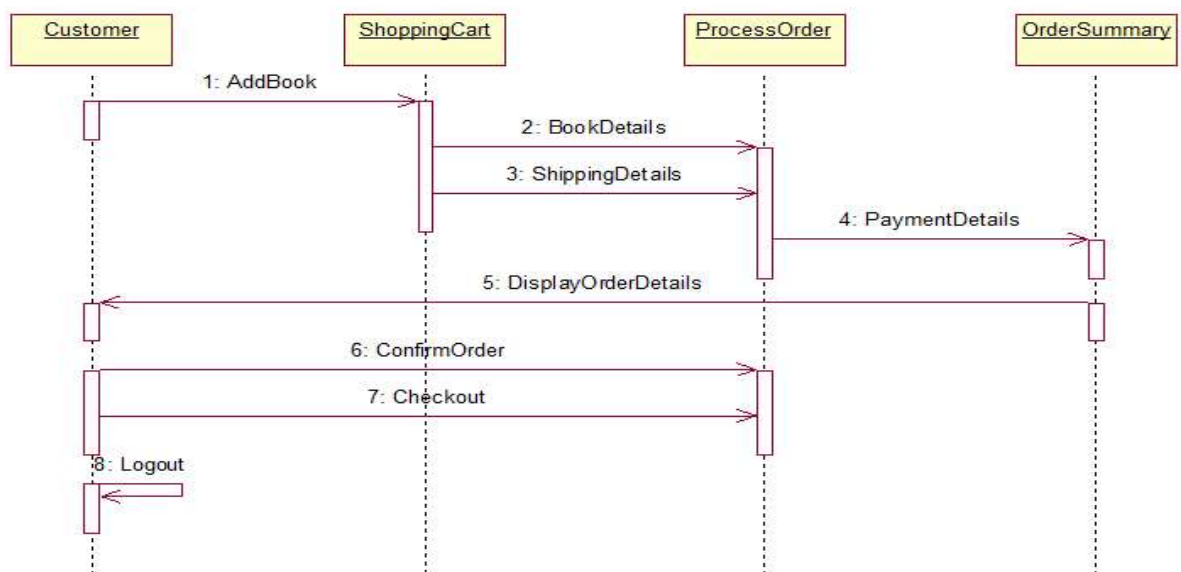 Customer
ShoppingCart
ProcessOrder
OrderSummary
1: AddBook
2: BookDetails
3: ShippingDetails
4: PaymentDetails
5: DisplayOrderDetails
6: ConfirmOrder
7: Checkout
8: Logout